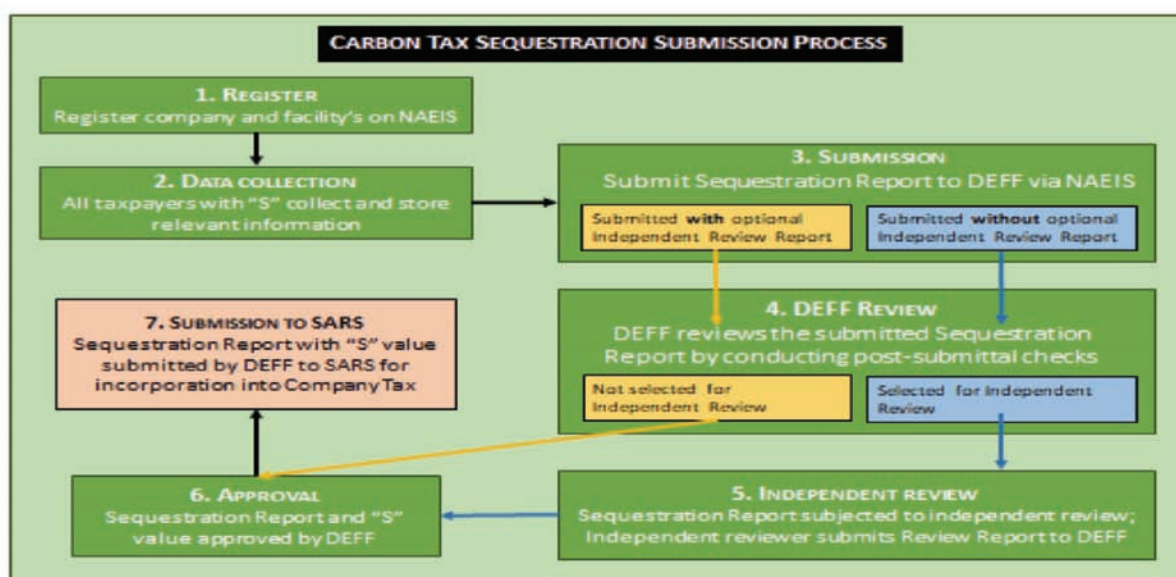 CARBON TAX SEQUESTRATION SUBMISSION PROCESS
1. REGISTER
Register company and facility's on NAEIS
2. DATA COLLECTION
All taxpayers with "S" collect and store
relevant information
3. SUBMISSION
Submit Sequestration Report to DEFF via NAEIS
Submitted with optional
Independent Review Report
Submitted without optional
Independent Review Report
4. DEFF REVIEW
DEFF reviews the submitted Sequestration
Report by conducting post-submittal checks
Not selected for
Independent Review
Selected for Independent
Review
5. INDEPENDENT REVIEW
Sequestration Report subjected to independent review;
Independent reviewer submits Review Report to DEFF
6. APPROVAL
Sequestration Report and "S"
value approved by DEFF
7. SUBMISSION TO SARS
Sequestration Report with "S" value
submitted by DEFF to SARS for
incorporation into Company Tax